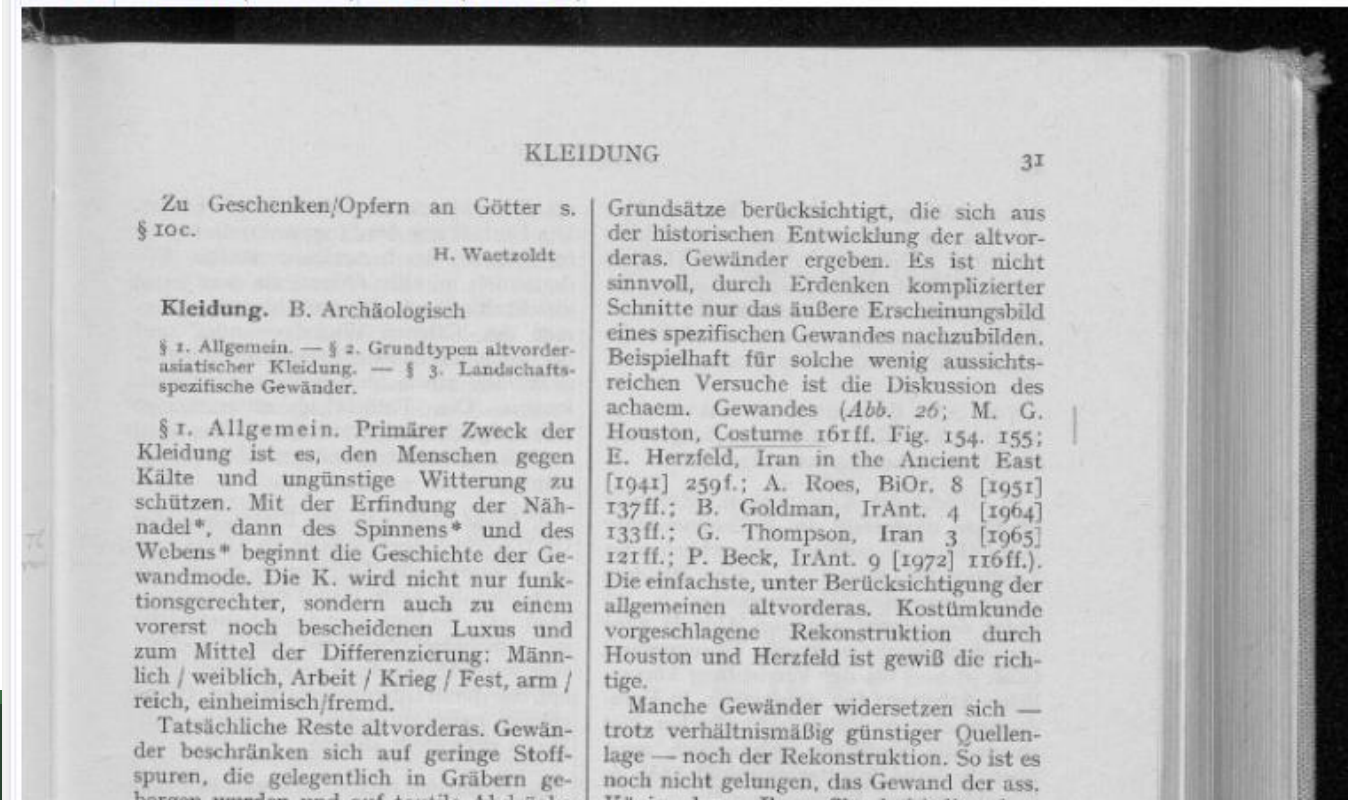 KLEIDUNG
31
Zu Geschenken/Opfern an Götter s.
§ 10c.
H. Waetzoldt
Kleidung. B. Archäologisch
§ 1. Allgemein. — § 2. Grundtypen altvorder-
asiatischer Kleidung. — § 3. Landschafts-
spezifische Gewänder.
§ 1. Allgemein. Primärer Zweck der
Kleidung ist es, den Menschen gegen
Kälte und ungünstige Witterung zu
schützen. Mit der Erfindung der Näh-
nadel*, dann des Spinnens* und des
Webens* beginnt die Geschichte der Ge-
wandmode. Die K. wird nicht nur funk-
tionsgerechter, sondern auch zu einem
vorerst noch bescheidenen Luxus und
zum Mittel der Differenzierung: Männ-
lich / weiblich, Arbeit / Krieg / Fest, arm /
reich, einheimisch/fremd.
Tatsächliche Reste altvorderas. Gewän-
der beschränken sich auf geringe Stoff-
spuren, die gelegentlich in Gräbern ge-
Grundsätze berücksichtigt, die sich aus
der historischen Entwicklung der altvor-
deras. Gewänder ergeben. Es ist nicht
sinnvoll, durch Erdenken komplizierter
Schnitte nur das äußere Erscheinungsbild
eines spezifischen Gewandes nachzubilden.
Beispielhaft für solche wenig aussichts-
reichen Versuche ist die Diskussion des
achaem. Gewandes (Abb. 26; M. G.
Houston, Costume 161ff. Fig. 154. 155;
E. Herzfeld, Iran in the Ancient East
[1941] 259f.; A. Roes, BiOr. 8 [1951]
137ff.; B. Goldman, IrAnt. 4 [1964]
133ff.; G. Thompson, Iran 3 [1965]
121ff.; P. Beck, IrAnt. 9 [1972] 116ff.).
Die einfachste, unter Berücksichtigung der
allgemeinen altvorderas. Kostümkunde
vorgeschlagene Rekonstruktion durch
Houston und Herzfeld ist gewiß die rich-
tige.
Manche Gewänder widersetzen sich —
trotz verhältnismäßig günstiger Quellen-
lage — noch der Rekonstruktion. So ist es
noch nicht gelungen, das Gewand der ass.